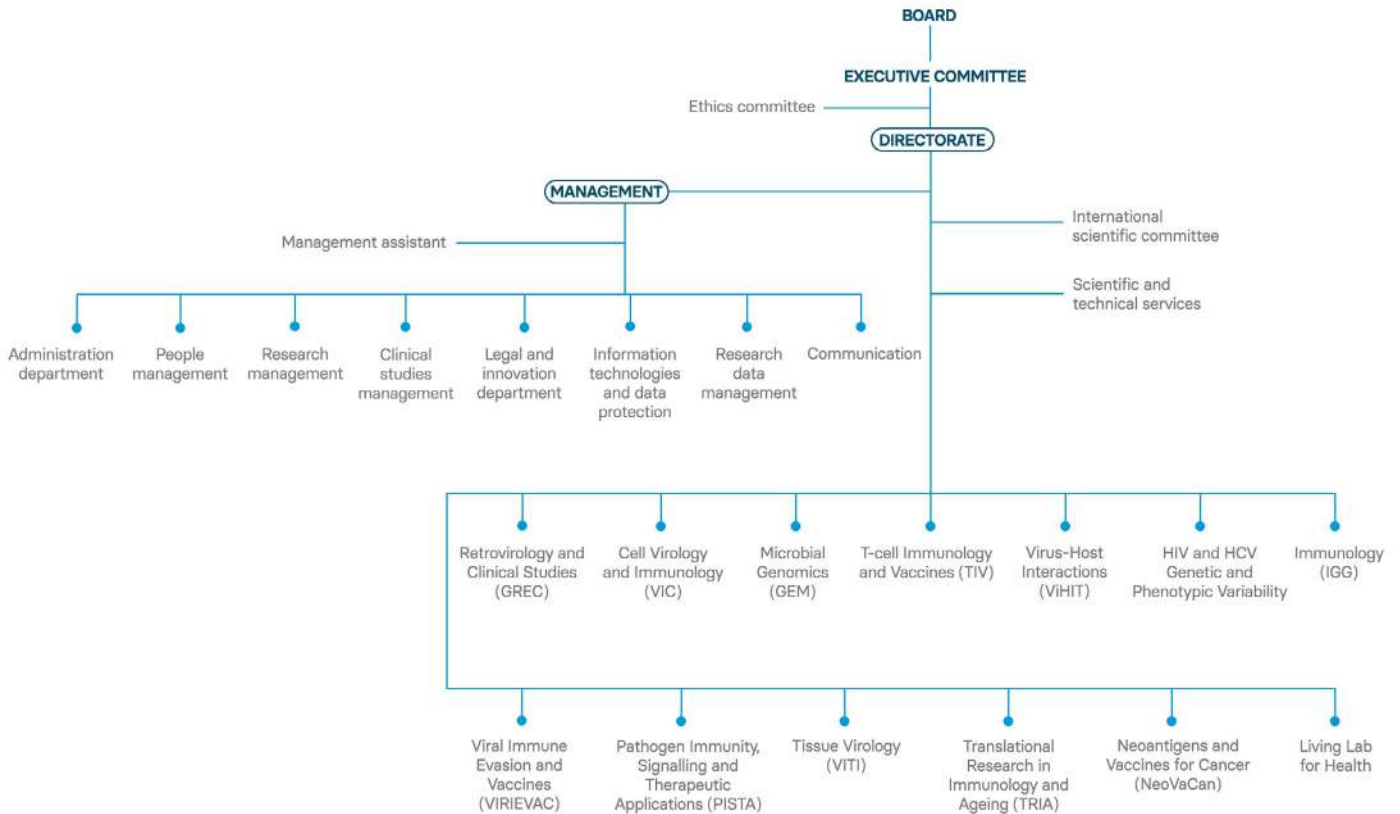 BOARD
EXECUTIVE COMMITTEE
Ethics committee
DIRECTORATE
MANAGEMENT
International
scientific committee
Management assistant
Scientific and
technical services
Administration
department
People
management
Research
management
Clinical
studies
management
Legal and
innovation
department
Information
technologies
and data
protection
Research
data
management
Communication
Retrovirology and
Clinical Studies
(GREC)
Cell Virology
and Immunology
(VIC)
Microbial
Genomics
(GEM)
T-cell Immunology
and Vaccines (TIV)
Virus-Host
Interactions
(ViHIT)
HIV and HCV
Genetic and
Phenotypic Variability
Immunology
(IGG)
Viral Immune
Evasion and
Vaccines
(VIRIEVAC)
Pathogen Immunity,
Signalling and
Therapeutic
Applications (PISTA)
Tissue Virology
(VITI)
Translational
Research in
Immunology and
Ageing (TRIA)
Neoantigens and
Vaccines for Cancer
(NeoVaCan)
Living Lab
for Health